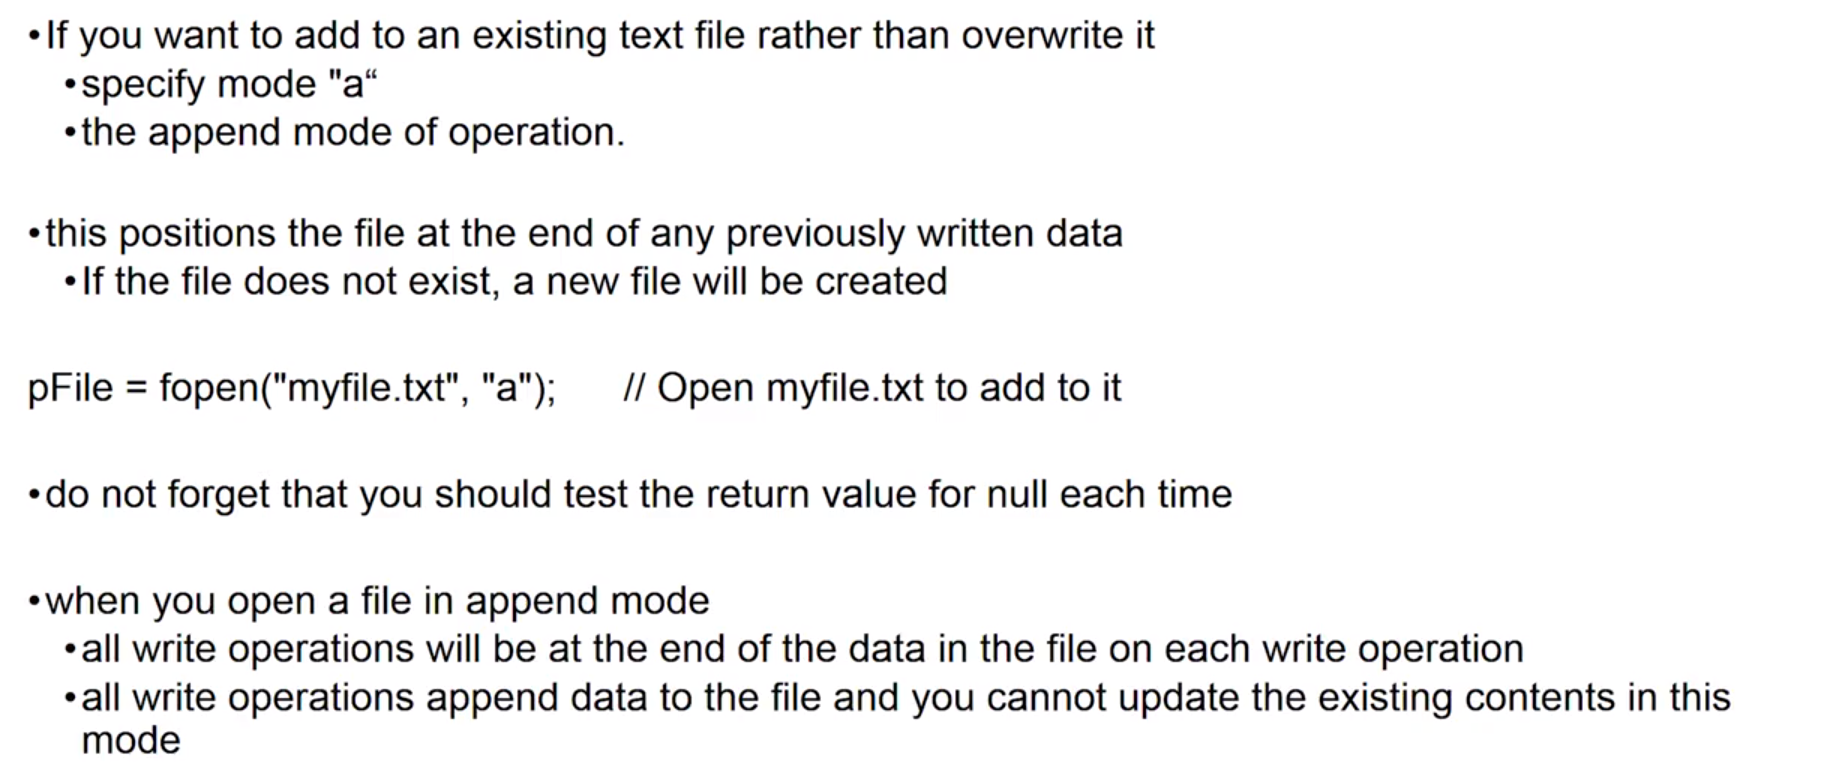 •If you want to add to an existing text file rather than overwrite it
•specify mode "a“
•the append mode of operation.
•this positions the file at the end of any previously written data
•If the file does not exist, a new file will be created
pFile = fopen("myfile.txt", "a"); // Open myfile.txt to add to it
•do not forget that you should test the return value for null each time
•when you open a file in append mode
•all write operations will be at the end of the data in the file on each write operation
•all write operations append data to the file and you cannot update the existing contents in this
mode